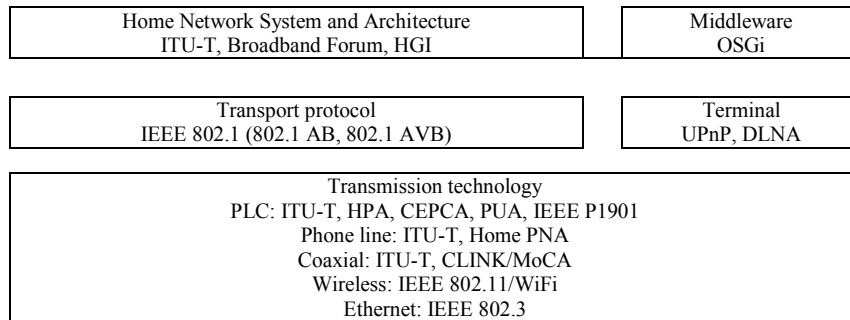 Home Network System and Architecture
ITU-T, Broadband Forum, HGI
Middleware
OSGi
Transport protocol
IEEE 802.1 (802.1 AB, 802.1 AVB)
Terminal
UPnP, DLNA
Transmission technology
PLC: ITU-T, HPA, CEPCA, PUA, IEEE P1901
Phone line: ITU-T, Home PNA
Coaxial: ITU-T, CLINK/MoCA
Wireless: IEEE 802.11/WiFi
Ethernet: IEEE 802.3